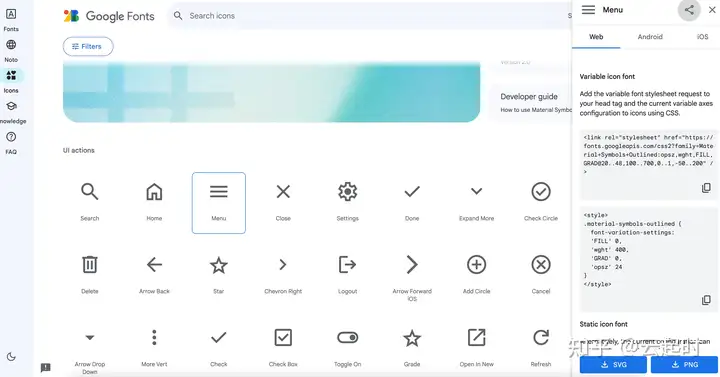 Google Fonts
Search icons
S
Fonts
Noto
Icons
nowledge
FAQ
Filters
Developer guide
How to use Material Symbo
UI actions
Search
Home
Menu
Close
Settings
Done
Expand More
Check Circle
Delete
Arrow Back
Star
Chevron Right
Logout
Arrow Forward
iOS
Add Circle
Cancel
Arrow Drop
Down
More Vert
Check
Check Box
Toggle On
Grade
Open In New
Refresh
Menu
Web
Android
iOS
Variable icon font
Add the variable font stylesheet request to
your head tag and the current variable axes
configuration to icons using CSS.
<link rel="stylesheet" href="https://
fonts.googleapis.com/css2?family=Mate
rial+Symbols+Outlined:opsz,wght,FILL,
GRAD@20..48,100..700,0..1,-50..200" /
>
<style>
.material-symbols-outlined {
font-variation-settings:
'FILL' 0,
'wght' 400,
'GRAD' 0,
'opsz' 24
}
</style>
Static icon font
SVG
PNG
知乎 @云起时